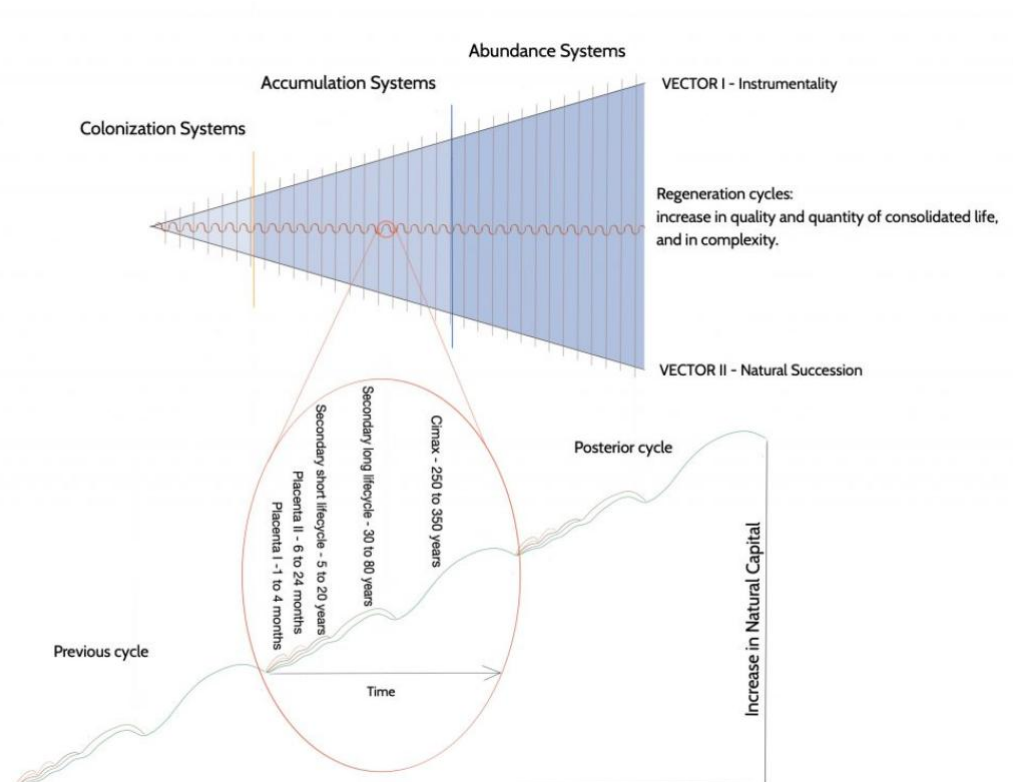 Abundance Systems
Accumulation Systems
Colonization Systems
VECTOR I - Instrumentality
Regeneration cycles:
increase in quality and quantity of consolidated life,
and in complexity.
VECTOR II - Natural Succession
Placenta I -1 to 4 months
Placenta II - 6 to 24 months
Secondary short lifecycle - 5 to 20 years
Secondary long lifecycle - 30 to 80 years
Cimax - 250 to 350 years
Posterior cycle
Previous cycle
Time
Increase in Natural Capital